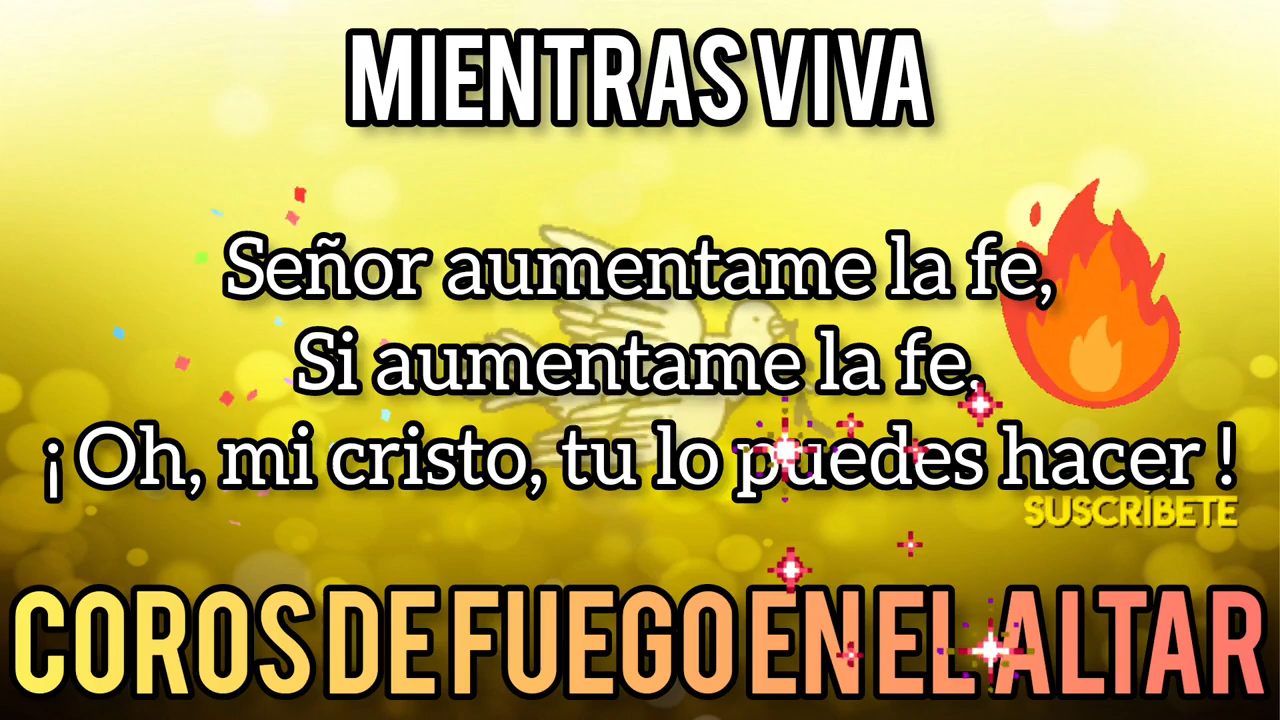 MIENTRAS VIVA
Señor aumentame la fe,
Si aumentame la fe,
¡ Oh, mi cristo, tu lo puedes hacer !
SUSCRÍBETE
COROS DE FUEGO EN EL ALTAR